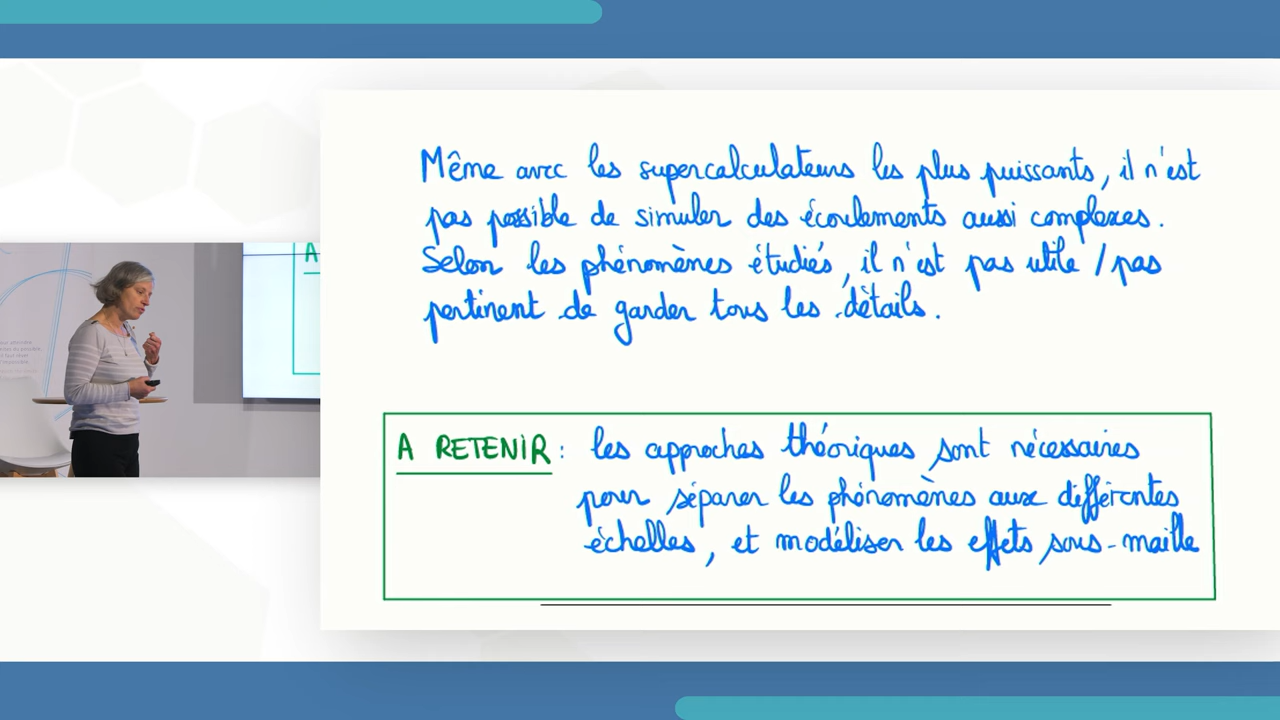 Même avec les supercalculateurs les plus puissants, il n'est
pas possible de simuler des écoulements aussi complexes.
Selon les phénomènes étudiés, il n'est pas utile / pas
pertinent de garder tous les détails.
A RETENIR : les approches théoriques sont nécessaires
pour séparer les phénomènes aux différentes
échelles, et modéliser les effets sous-maille
A